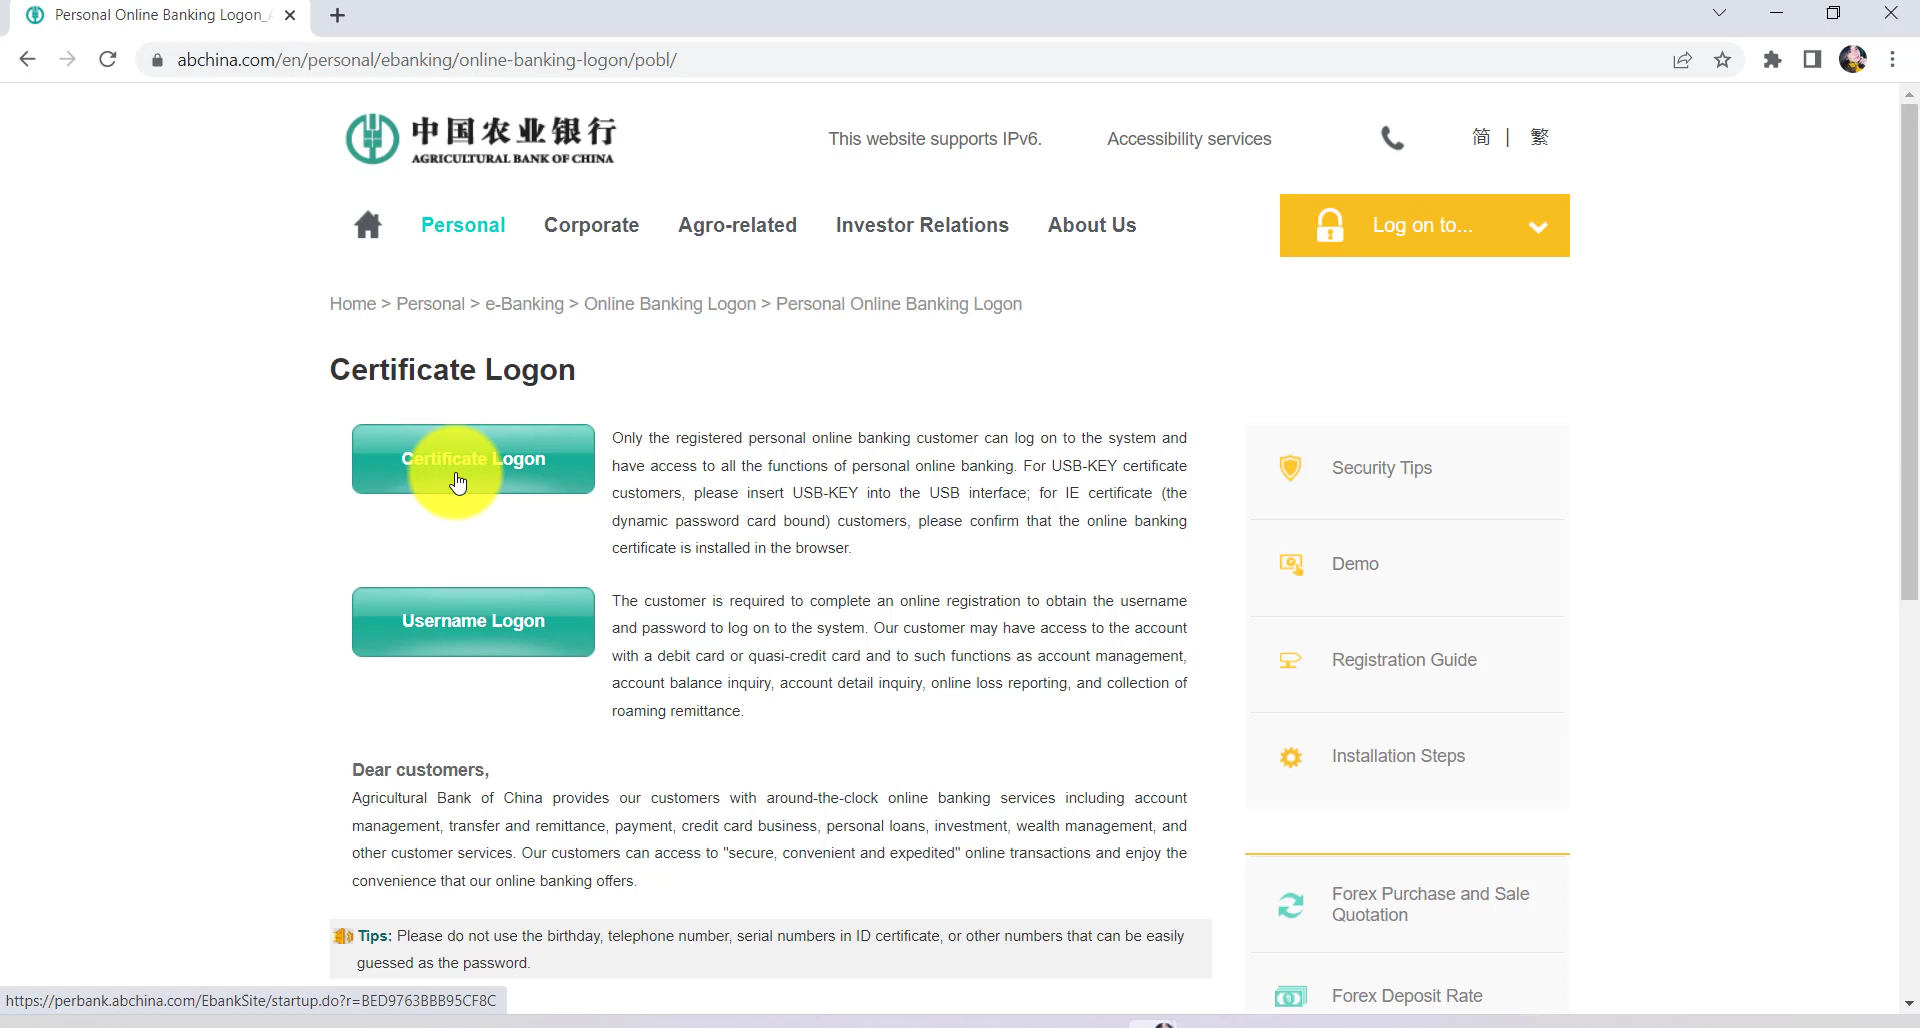 Personal Online Banking Logon_
abchina.com/en/personal/ebanking/online-banking-logon/pobl/
中国农业银行
AGRICULTURAL BANK OF CHINA
This website supports IPv6.
Accessibility services
简 | 繁
Personal
Corporate
Agro-related
Investor Relations
About Us
Log on to...
Home > Personal > e-Banking > Online Banking Logon > Personal Online Banking Logon
Certificate Logon
Certificate Logon
Only the registered personal online banking customer can log on to the system and
have access to all the functions of personal online banking. For USB-KEY certificate
customers, please insert USB-KEY into the USB interface; for IE certificate (the
dynamic password card bound) customers, please confirm that the online banking
certificate is installed in the browser.
Username Logon
The customer is required to complete an online registration to obtain the username
and password to log on to the system. Our customer may have access to the account
with a debit card or quasi-credit card and to such functions as account management,
account balance inquiry, account detail inquiry, online loss reporting, and collection of
roaming remittance.
Dear customers,
Agricultural Bank of China provides our customers with around-the-clock online banking services including account
management, transfer and remittance, payment, credit card business, personal loans, investment, wealth management, and
other customer services. Our customers can access to "secure, convenient and expedited" online transactions and enjoy the
convenience that our online banking offers.
Tips: Please do not use the birthday, telephone number, serial numbers in ID certificate, or other numbers that can be easily
guessed as the password.
Security Tips
Demo
Registration Guide
Installation Steps
Forex Purchase and Sale
Quotation
Forex Deposit Rate
https://perbank.abchina.com/EbankSite/startup.do?r=BED9763BBB95CF8C